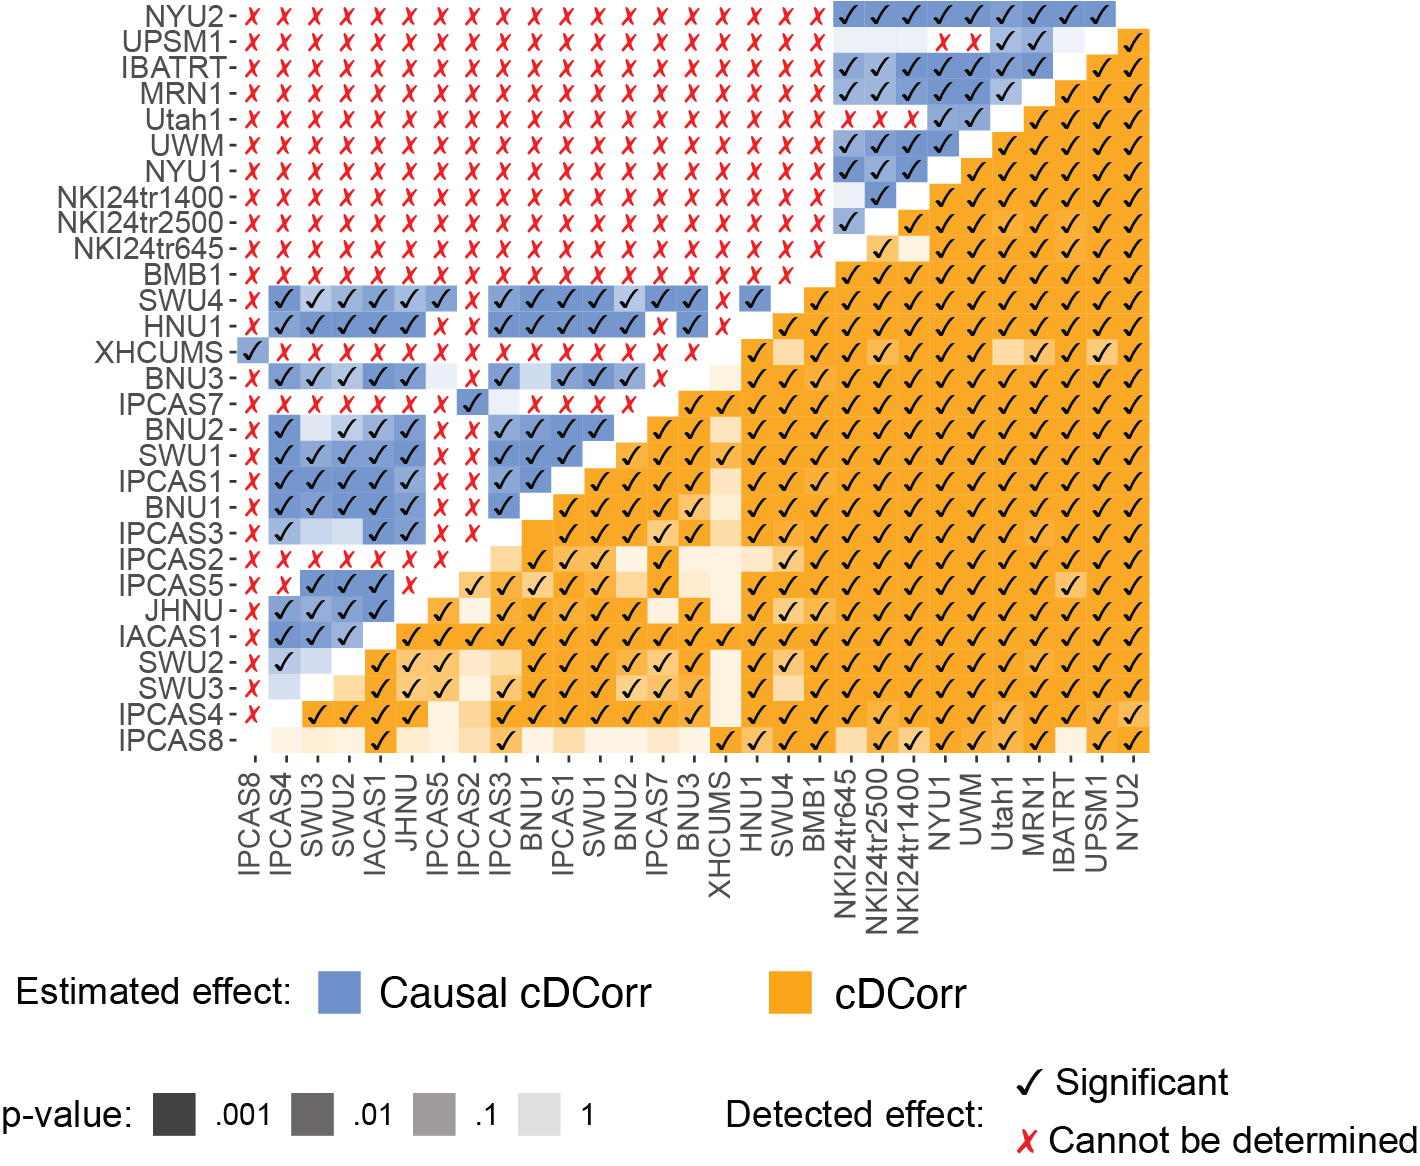 NYU2
UPSM1
IBATRT
MRN1
Utah1
UWM
NYU1
NKI24tr1400
NKI24tr2500
NKI24tr645
BMB1
SWU4
HNU1
XHCUMS
BNU3
IPCAS7
BNU2
SWU1
IPCAS1
BNU1
IPCAS3
IPCAS2
IPCAS5
JHNU
IACAS1
SWU2
SWU3
IPCAS4
IPCAS8
IPCAS8
IPCAS4
SWU3
SWU2
IACAS1
JHNU
IPCAS5
IPCAS2
IPCAS3
BNU1
IPCAS1
SWU1
BNU2
IPCAS7
BNU3
XHCUMS
HNU1
SWU4
BMB1
NKI24tr645
NKI24tr2500
NKI24tr1400
NYU1
UWM
Utah1
MRN1
IBATRT
UPSM1
NYU2
Estimated effect: Causal cDCorr cDCorr
p-value: .001 .01 .1 1
Detected effect: ✓ Significant
✗ Cannot be determined